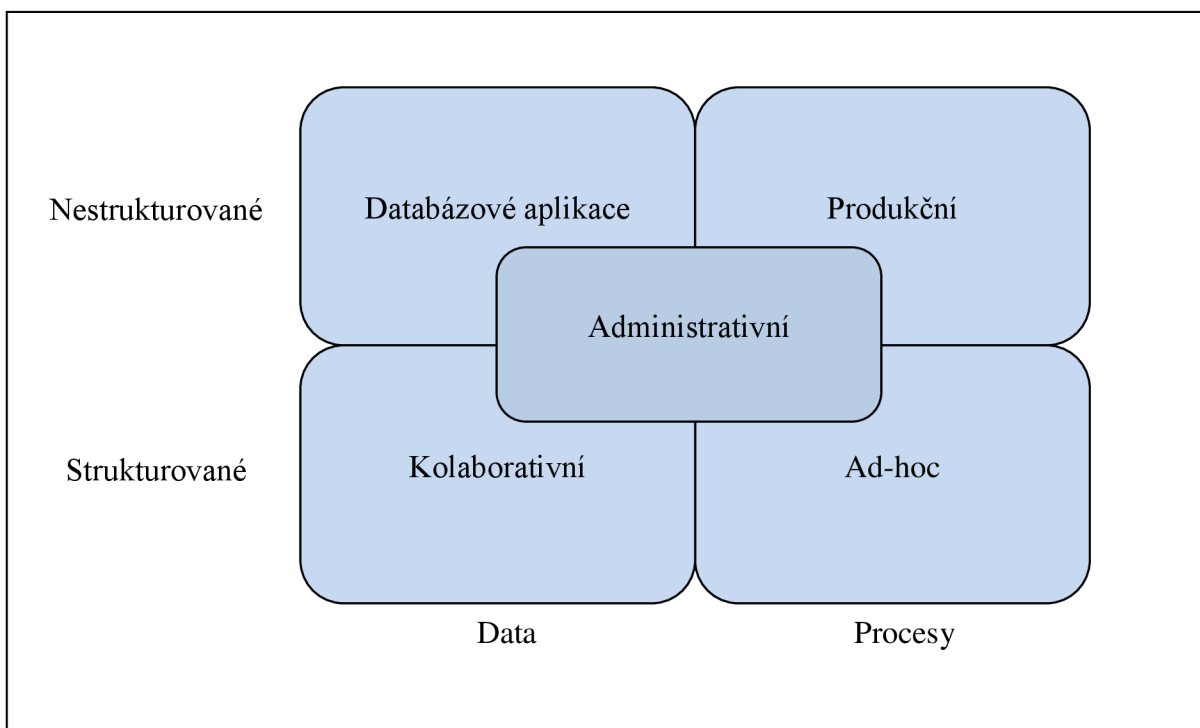 Nestrukturované
Databázové aplikace
Produkční
Administrativní
Strukturované
Kolaborativní
Ad-hoc
Data
Procesy